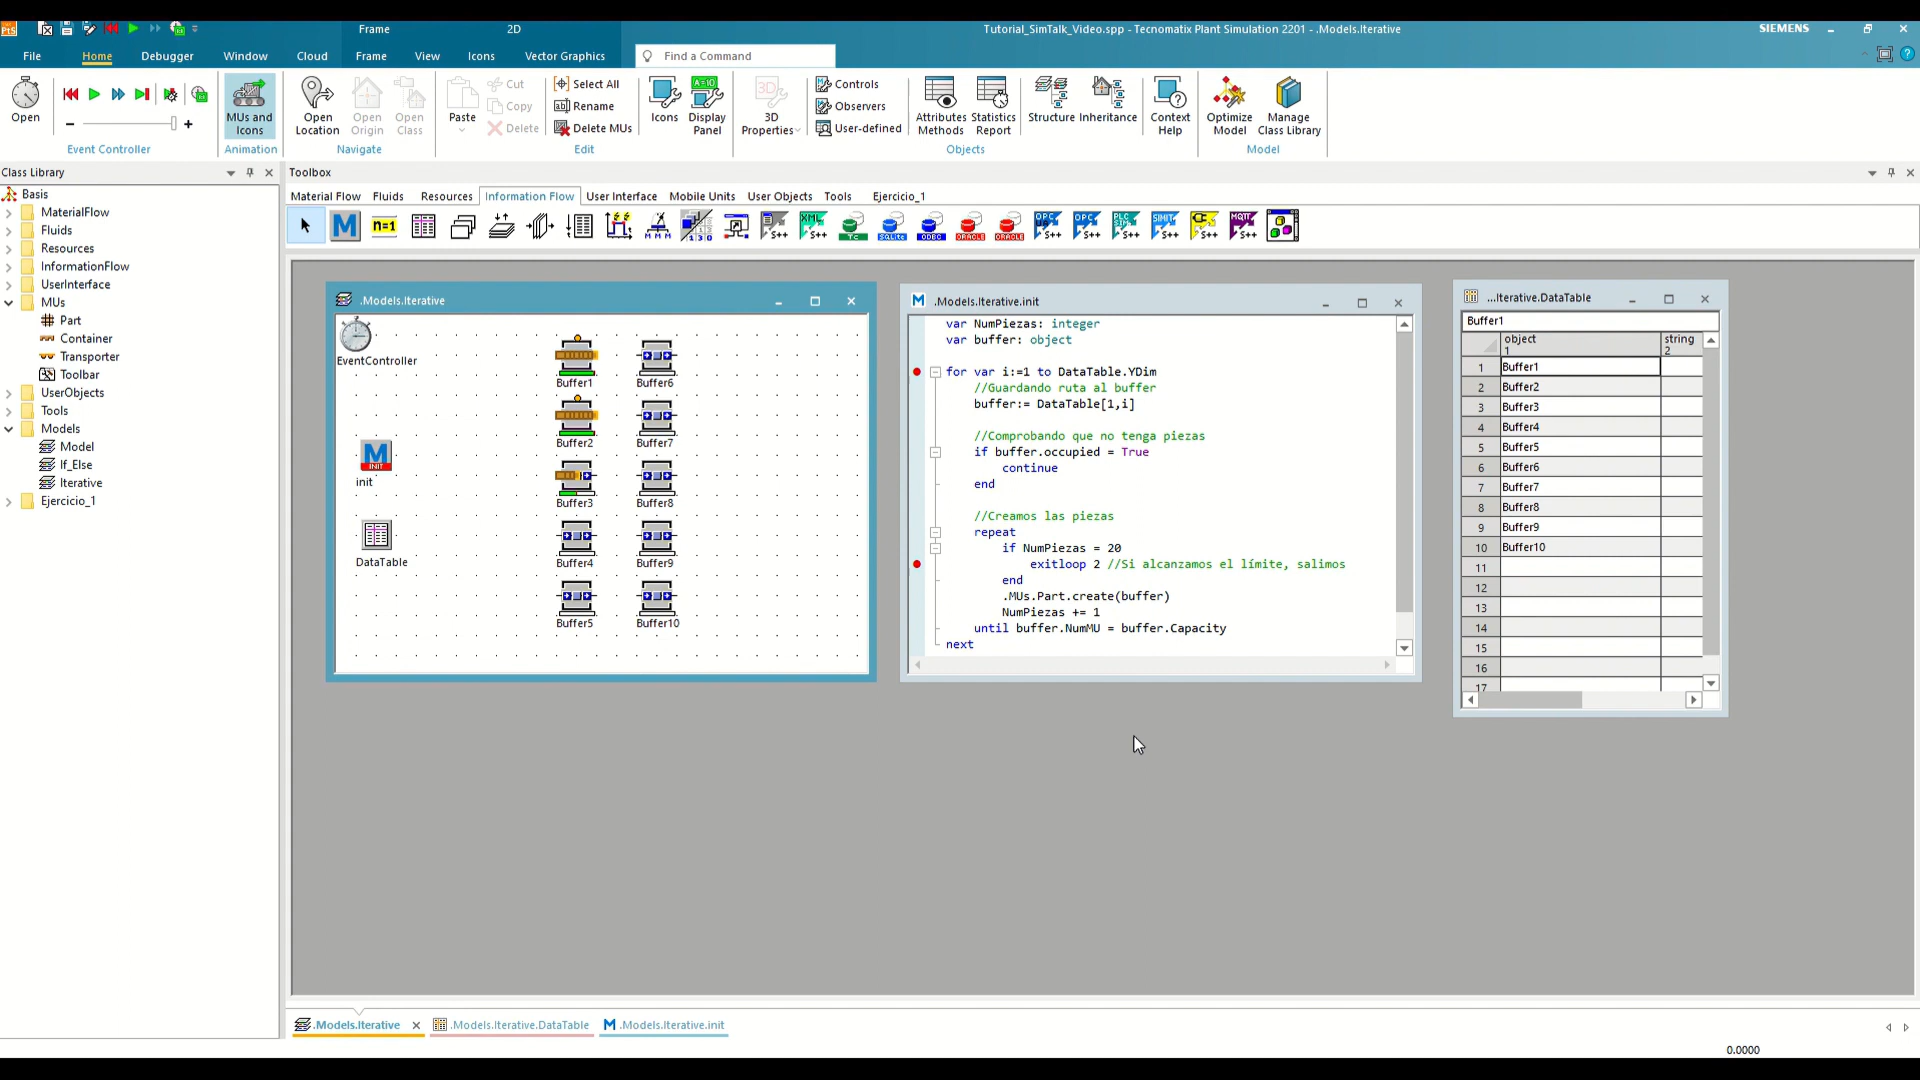 Frame
2D
Tutorial_SimTalk_Video.spp - Tecnomatix Plant Simulation 2201 - .Models.Iterative
SIEMENS
File
Home
Debugger
Window
Cloud
Frame
View
Icons
Vector Graphics
Find a Command
Open
Event Controller
MUs and Icons
Animation
Open Location
Open Origin
Open Class
Navigate
Paste
Cut
Copy
Delete
Select All
Rename
Delete MUs
Edit
Icons
Display Panel
3D Properties
Controls
Observers
User-defined
Attributes Methods
Statistics Report
Structure
Inheritance
Context Help
Objects
Optimize Model
Manage Class Library
Model
Class Library
Basis
MaterialFlow
Fluids
Resources
InformationFlow
UserInterface
MUs
Part
Container
Transporter
Toolbar
UserObjects
Tools
Models
Model
If_Else
Iterative
Ejercicio_1
Toolbox
Material Flow
Fluids
Resources
Information Flow
User Interface
Mobile Units
User Objects
Tools
Ejercicio_1
.Models.Iterative
EventController
init
DataTable
Buffer1
Buffer6
Buffer2
Buffer7
Buffer3
Buffer8
Buffer4
Buffer9
Buffer5
Buffer10
.Models.Iterative.init
var NumPiezas: integer
var buffer: object
for var i:=1 to DataTable.YDim
//Guardando ruta al buffer
buffer:= DataTable[1,i]
//Comprobando que no tenga piezas
if buffer.occupied = True
continue
end
//Creamos las piezas
repeat
if NumPiezas = 20
exitloop 2 //Si alcanzamos el límite, salimos
end
.MUs.Part.create(buffer)
NumPiezas += 1
until buffer.NumMU = buffer.Capacity
next
...Iterative.DataTable
Buffer1
object 1
string 2
1 Buffer1
2 Buffer2
3 Buffer3
4 Buffer4
5 Buffer5
6 Buffer6
7 Buffer7
8 Buffer8
9 Buffer9
10 Buffer10
11
12
13
14
15
16
17
.Models.Iterative
.Models.Iterative.DataTable
.Models.Iterative.init
0.0000